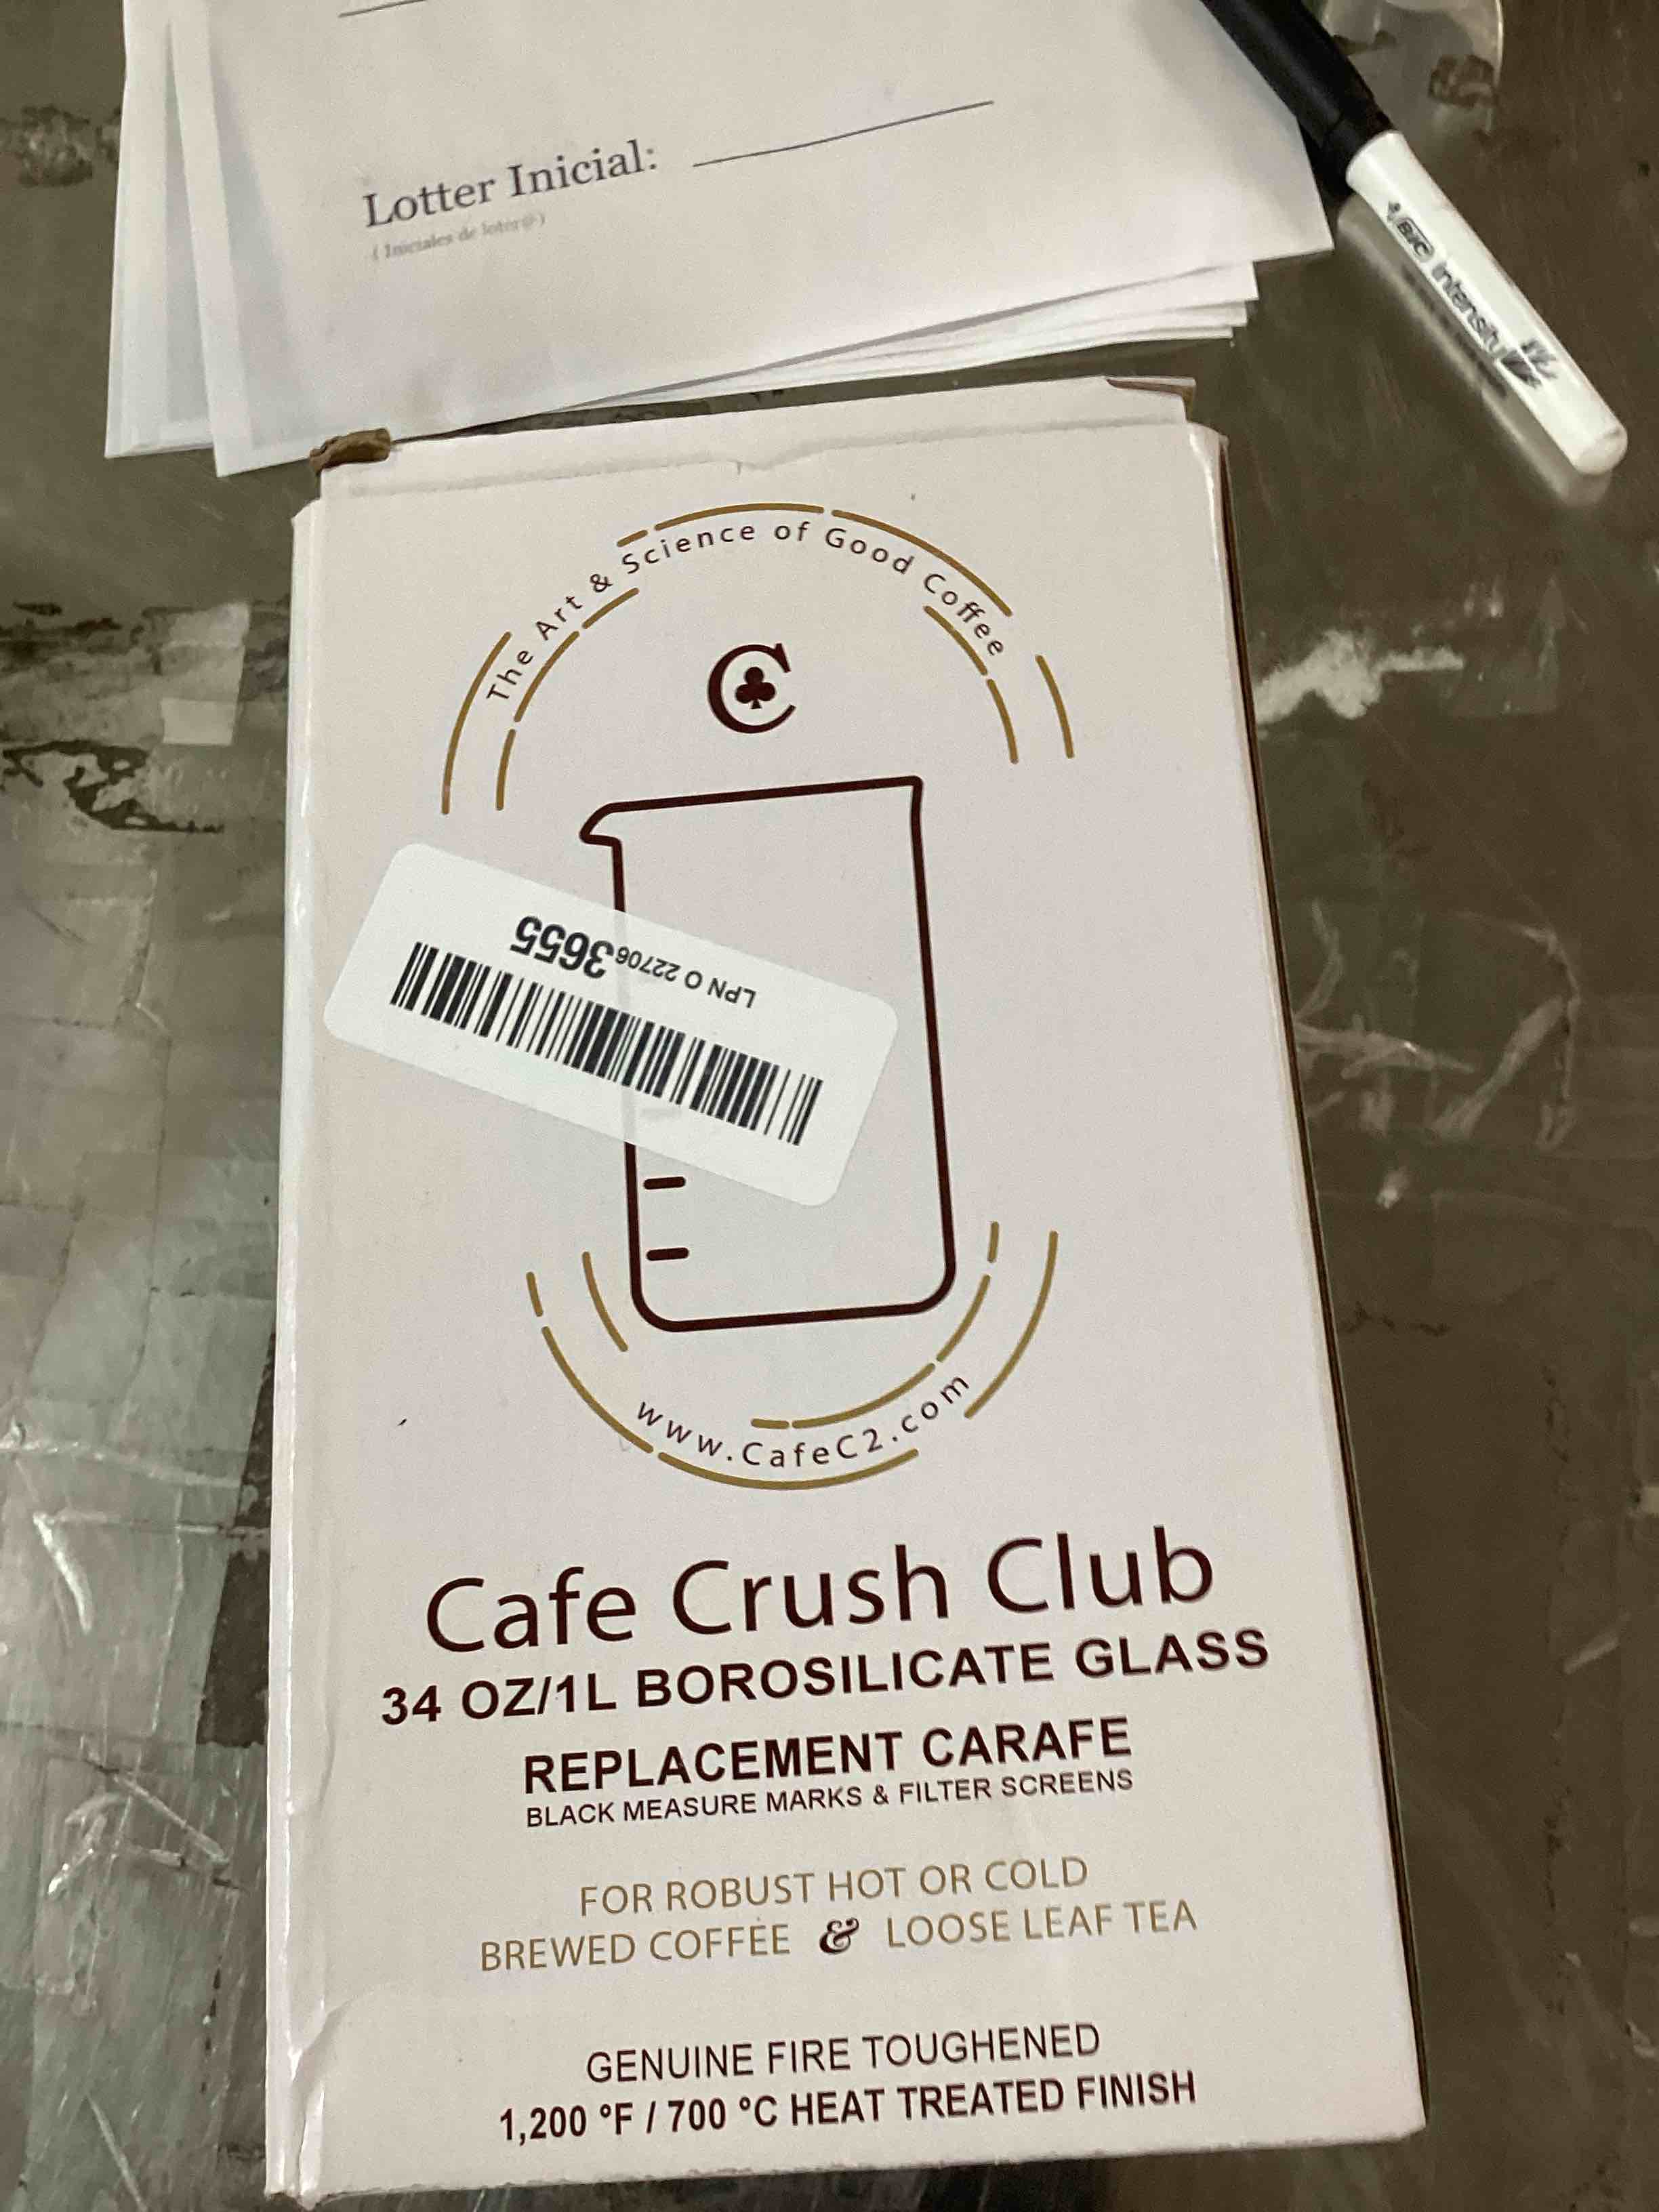 Lotter Inicial:
( Iniciales de loter@)
BIC Intensity
The Art & Science of Good Coffee
C
LPN O 227063655
www.CafeC2.com
Cafe Crush Club
34 OZ/1L BOROSILICATE GLASS
REPLACEMENT CARAFE
BLACK MEASURE MARKS & FILTER SCREENS
FOR ROBUST HOT OR COLD
BREWED COFFEE & LOOSE LEAF TEA
GENUINE FIRE TOUGHENED
1,200 °F / 700 °C HEAT TREATED FINISH